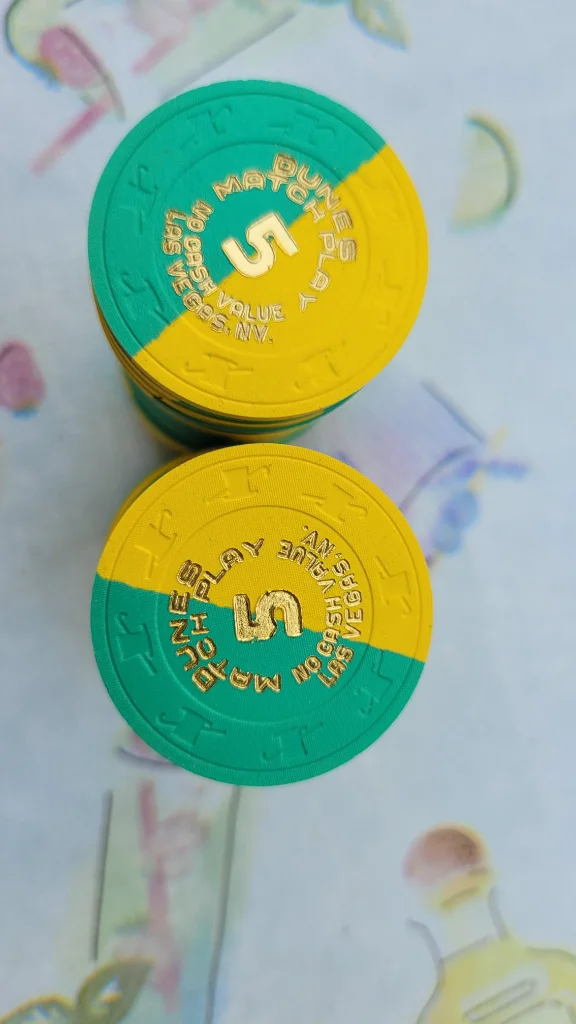 DUNES
MATCH PLAY
5
NO CASH VALUE
LAS VEGAS, NV.
DUNES
MATCH PLAY
5
NO CASH VALUE
LAS VEGAS, NV.